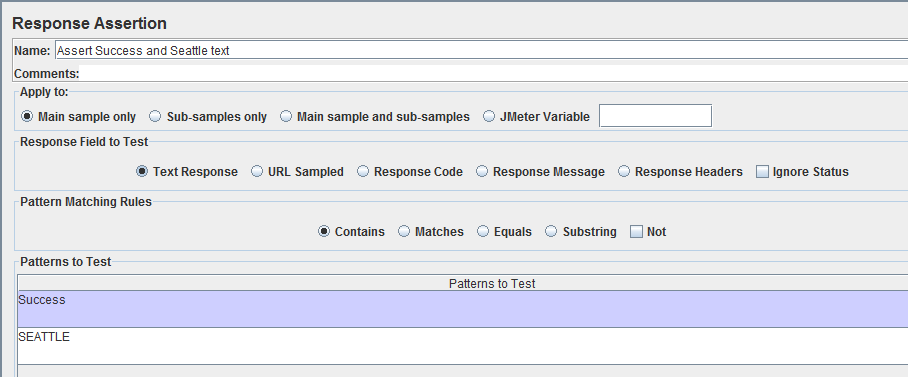 Response Assertion
Name: Assert Success and Seattle text
Comments:
Apply to:
Main sample only Sub-samples only Main sample and sub-samples JMeter Variable
Response Field to Test
Text Response URL Sampled Response Code Response Message Response Headers Ignore Status
Pattern Matching Rules
Contains Matches Equals Substring Not
Patterns to Test
Patterns to Test
Success
SEATTLE